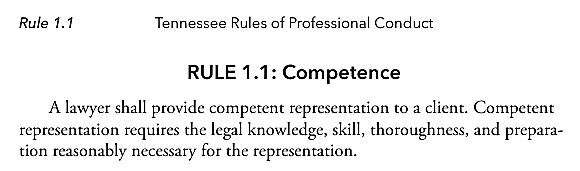 Rule 1.1 Tennessee Rules of Professional Conduct
RULE 1.1: Competence
A lawyer shall provide competent representation to a client. Competent
representation requires the legal knowledge, skill, thoroughness, and prepara-
tion reasonably necessary for the representation.